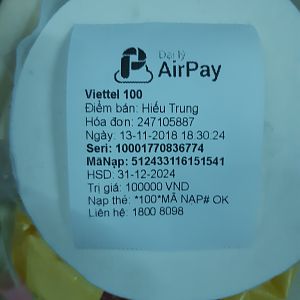 Đại lý
AirPay
Viettel 100
Điểm bán: Hiếu Trung
Hóa đơn: 247105887
Ngày: 13-11-2018 18:30:24
Seri: 10001770836774
MãNạp: 512433116151541
HSD: 31-12-2024
Trị giá: 100000 VND
Nạp thẻ: *100*MÃ NẠP# OK
Liên hệ: 1800 8098